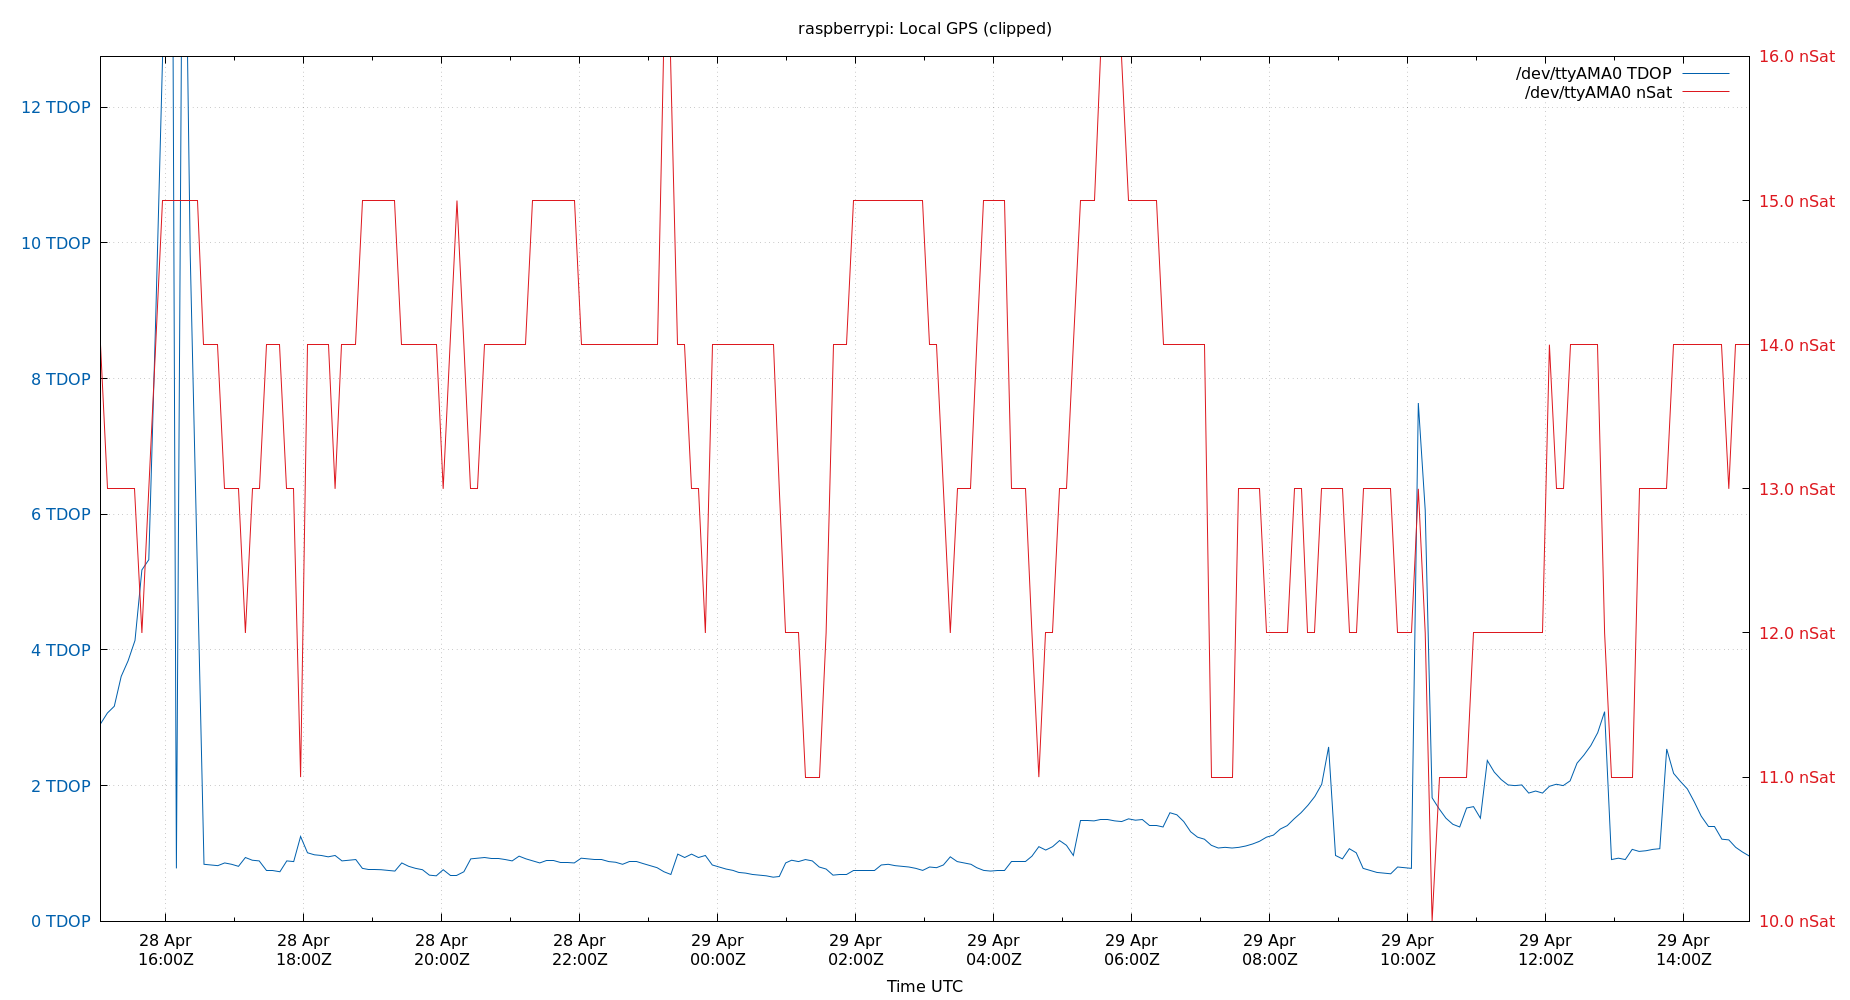 raspberrypi: Local GPS (clipped)
/dev/ttyAMA0 TDOP
/dev/ttyAMA0 nSat
12 TDOP
10 TDOP
8 TDOP
6 TDOP
4 TDOP
2 TDOP
0 TDOP
16.0 nSat
15.0 nSat
14.0 nSat
13.0 nSat
12.0 nSat
11.0 nSat
10.0 nSat
28 Apr
16:00Z
28 Apr
18:00Z
28 Apr
20:00Z
28 Apr
22:00Z
29 Apr
00:00Z
29 Apr
02:00Z
29 Apr
04:00Z
29 Apr
06:00Z
29 Apr
08:00Z
29 Apr
10:00Z
29 Apr
12:00Z
29 Apr
14:00Z
Time UTC